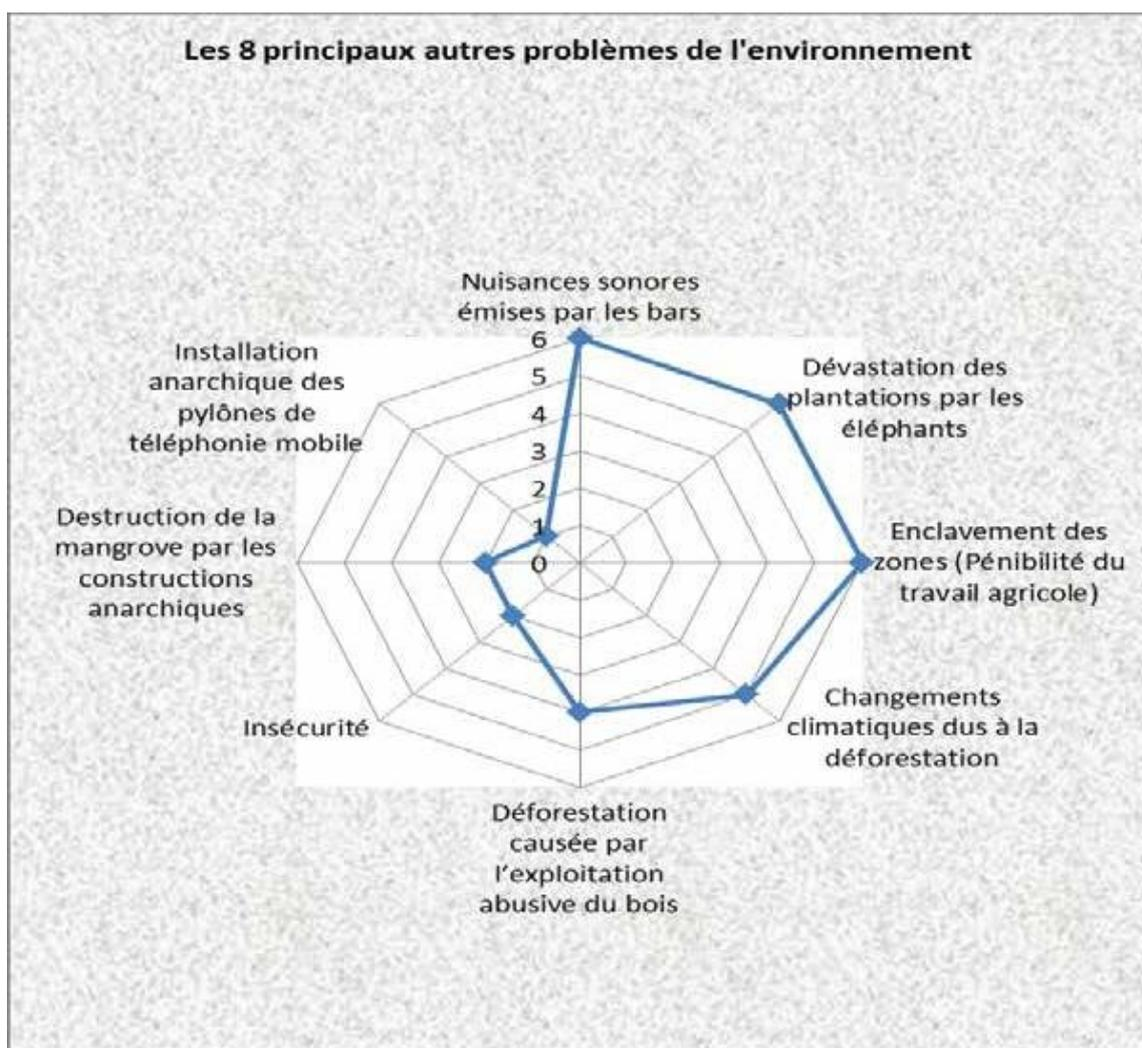 Les 8 principaux autres problèmes de l'environnement
Nuisances sonores
émises par les bars
Dévastation des
plantations par les
éléphants
Enclavement des
zones (Pénibilité du
travail agricole)
Changements
climatiques dus à la
déforestation
Déforestation
causée par
l'exploitation
abusive du bois
Insécurité
Destruction de la
mangrove par les
constructions
anarchiques
Installation
anarchique des
pylônes de
téléphonie mobile
6
5
4
3
2
1
0